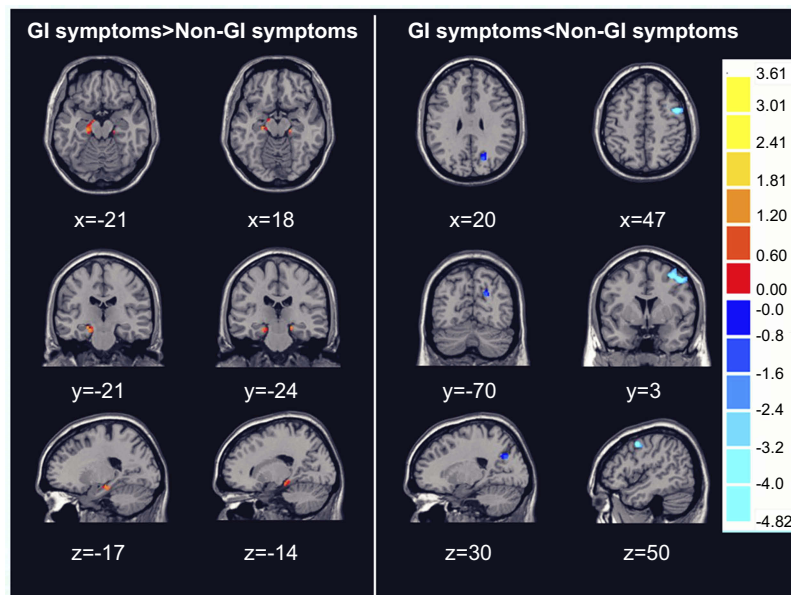 GI symptoms>Non-GI symptoms
GI symptoms<Non-GI symptoms
x=-21
x=18
x=20
x=47
y=-21
y=-24
y=-70
y=3
z=-17
z=-14
z=30
z=50
3.61
3.01
2.41
1.81
1.20
0.60
0.00
-0.0
-0.8
-1.6
-2.4
-3.2
-4.0
-4.82